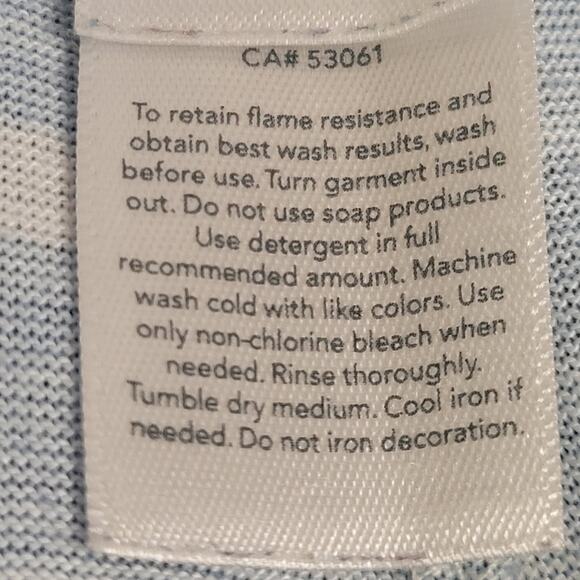 CA# 53061
To retain flame resistance and
obtain best wash results, wash
before use. Turn garment inside
out. Do not use soap products.
Use detergent in full
recommended amount. Machine
wash cold with like colors. Use
only non-chlorine bleach when
needed. Rinse thoroughly.
Tumble dry medium. Cool iron if
needed. Do not iron decoration.